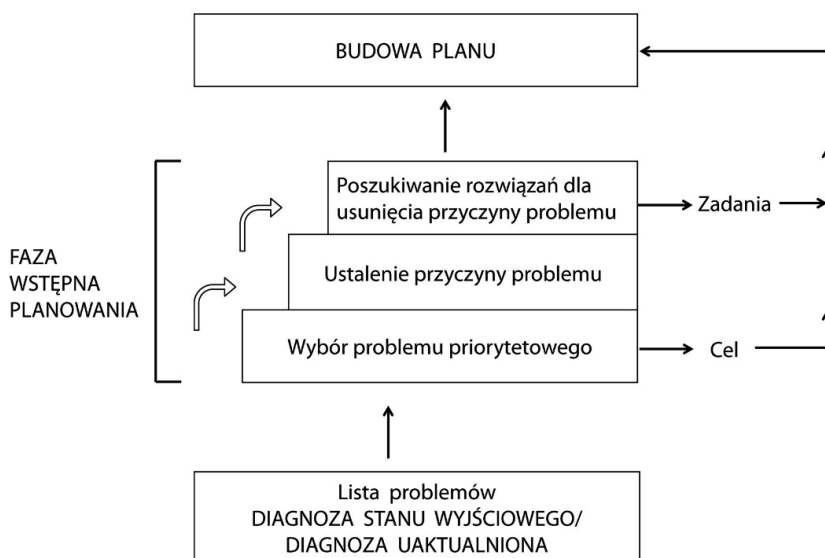 BUDOWA PLANU
Poszukiwanie rozwiązań dla
usunięcia przyczyny problemu
Zadania
Ustalenie przyczyny problemu
FAZA
WSTĘPNA
PLANOWANIA
Wybór problemu priorytetowego
Cel
Lista problemów
DIAGNOZA STANU WYJŚCIOWEGO/
DIAGNOZA UAKTUALNIONA